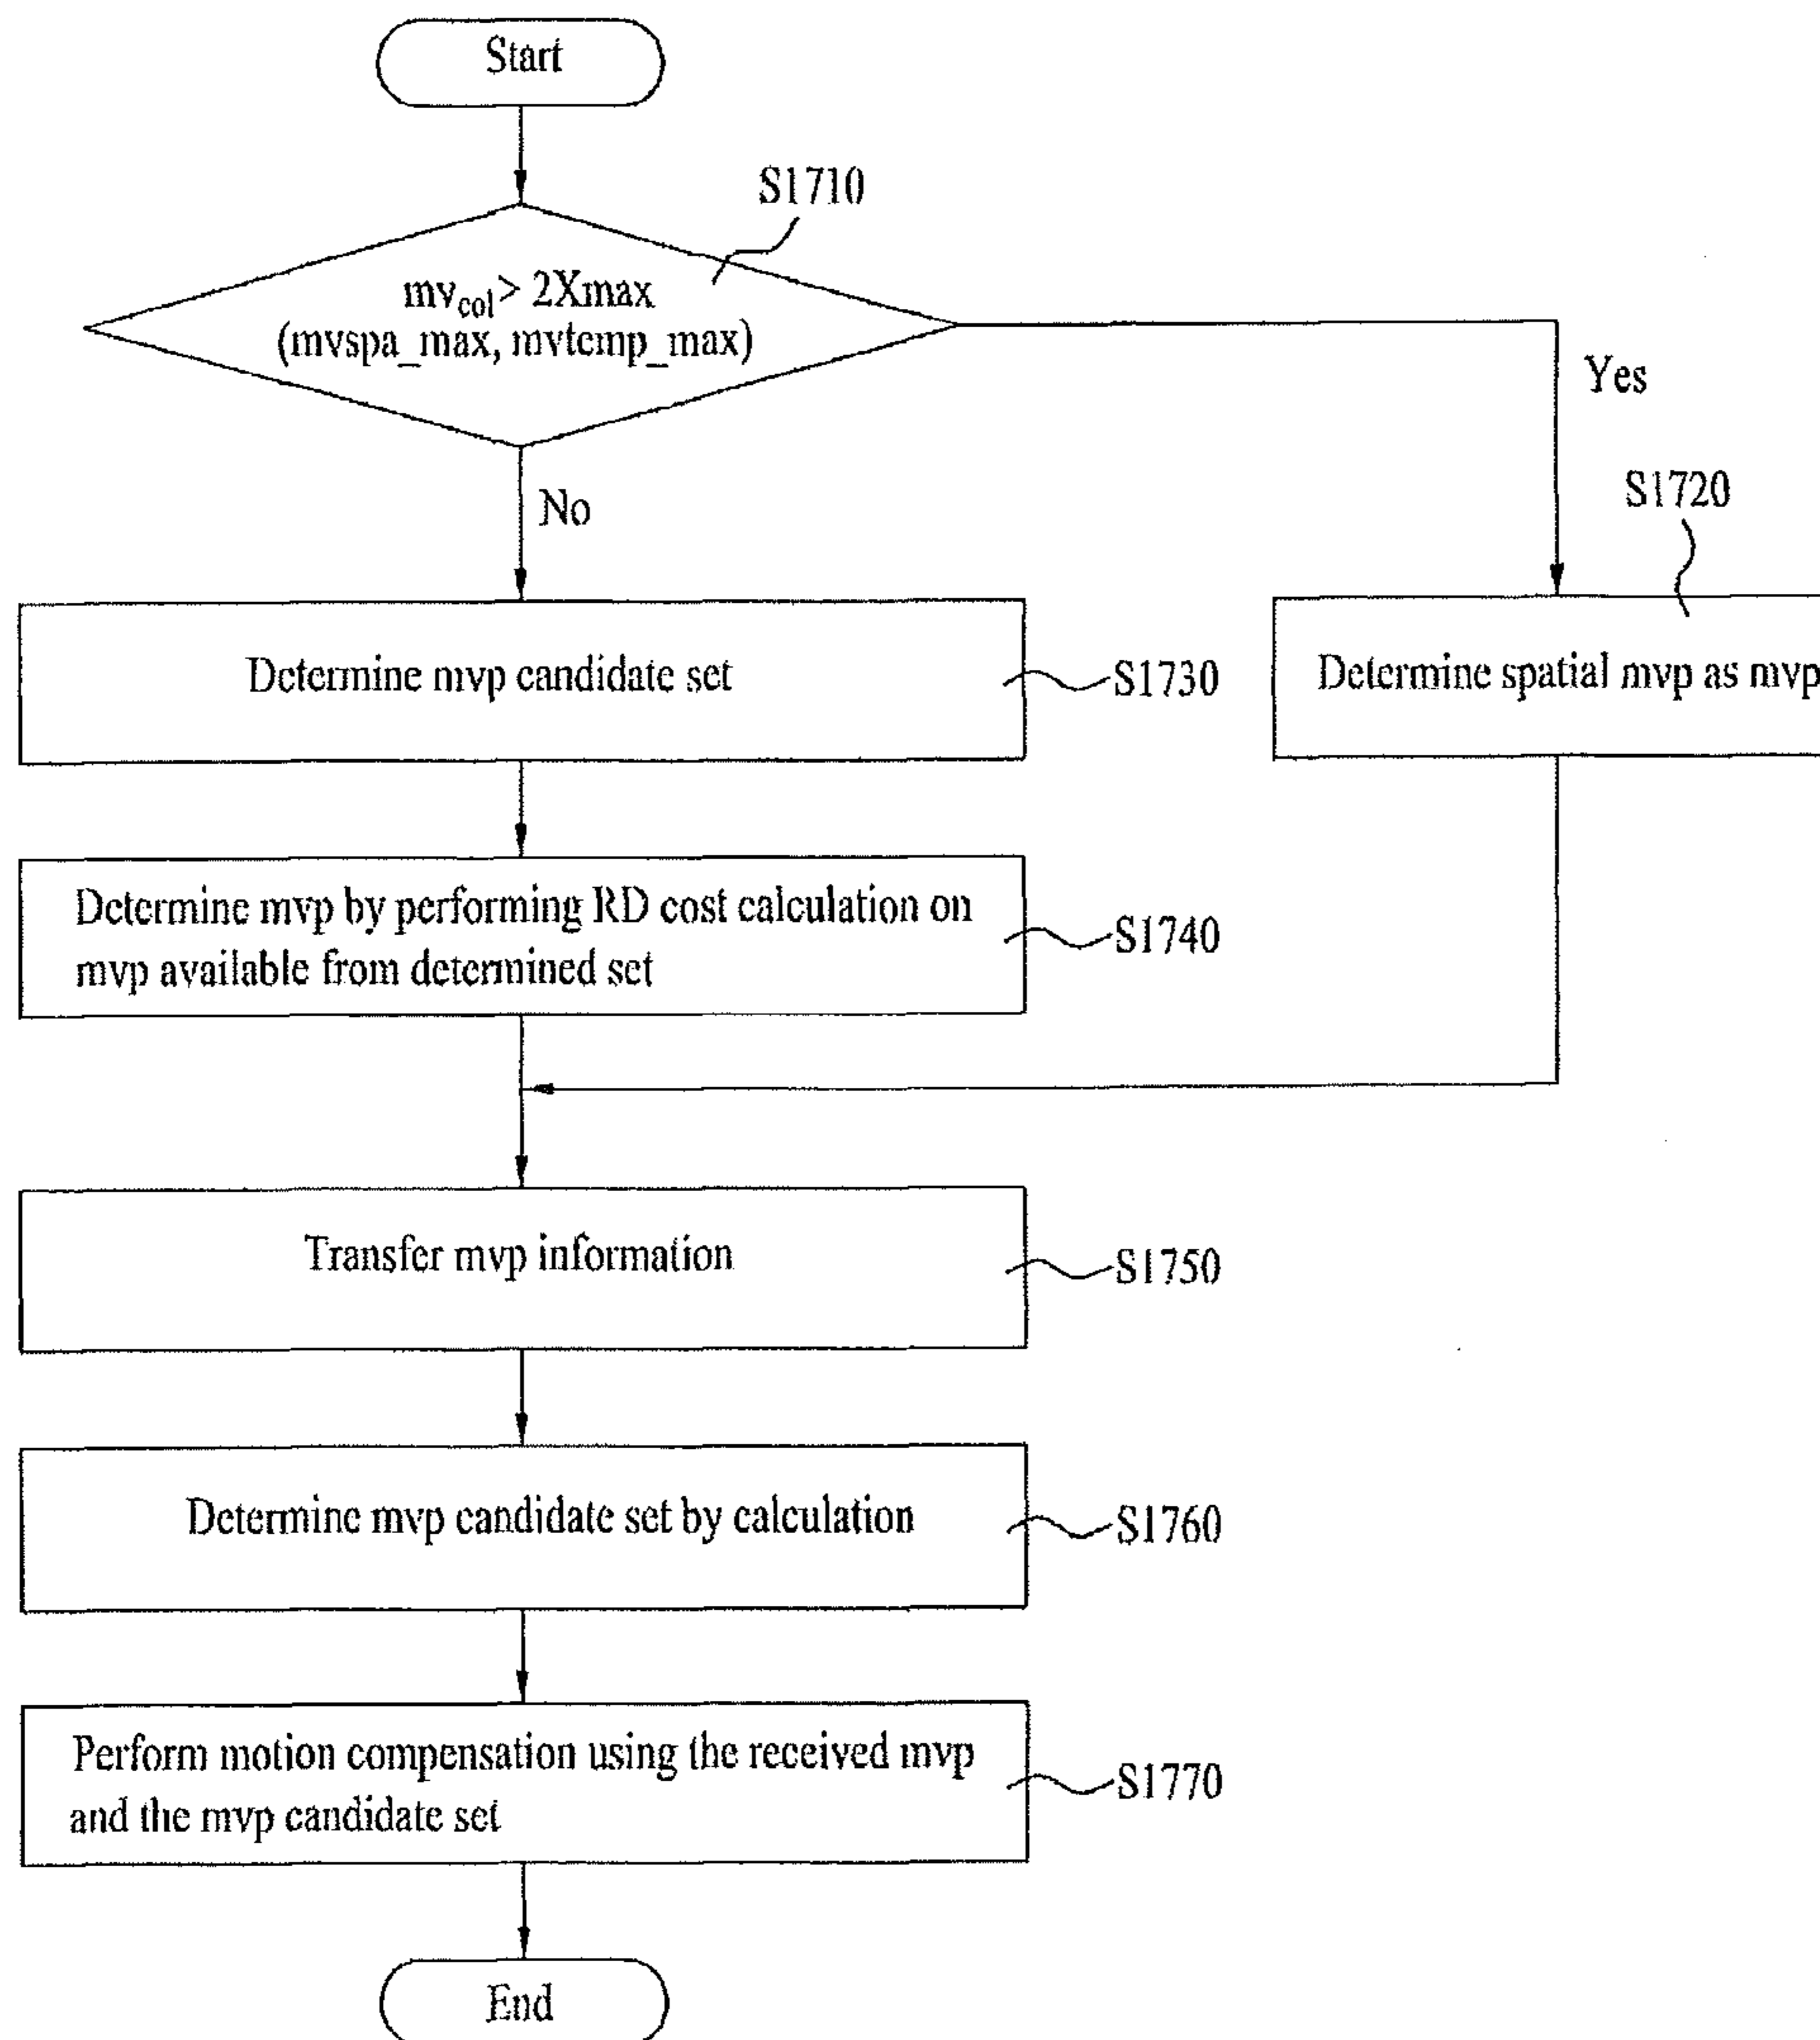 Start
S1710
mvcol> 2Xmax
(mvspa_max, mvtemp_max)
Yes
No
S1720
Determine mvp candidate set
S1730
Determine spatial mvp as mvp
Determine mvp by performing RD cost calculation on
mvp available from determined set
S1740
Transfer mvp information
S1750
Determine mvp candidate set by calculation
S1760
Perform motion compensation using the received mvp
and the mvp candidate set
S1770
End